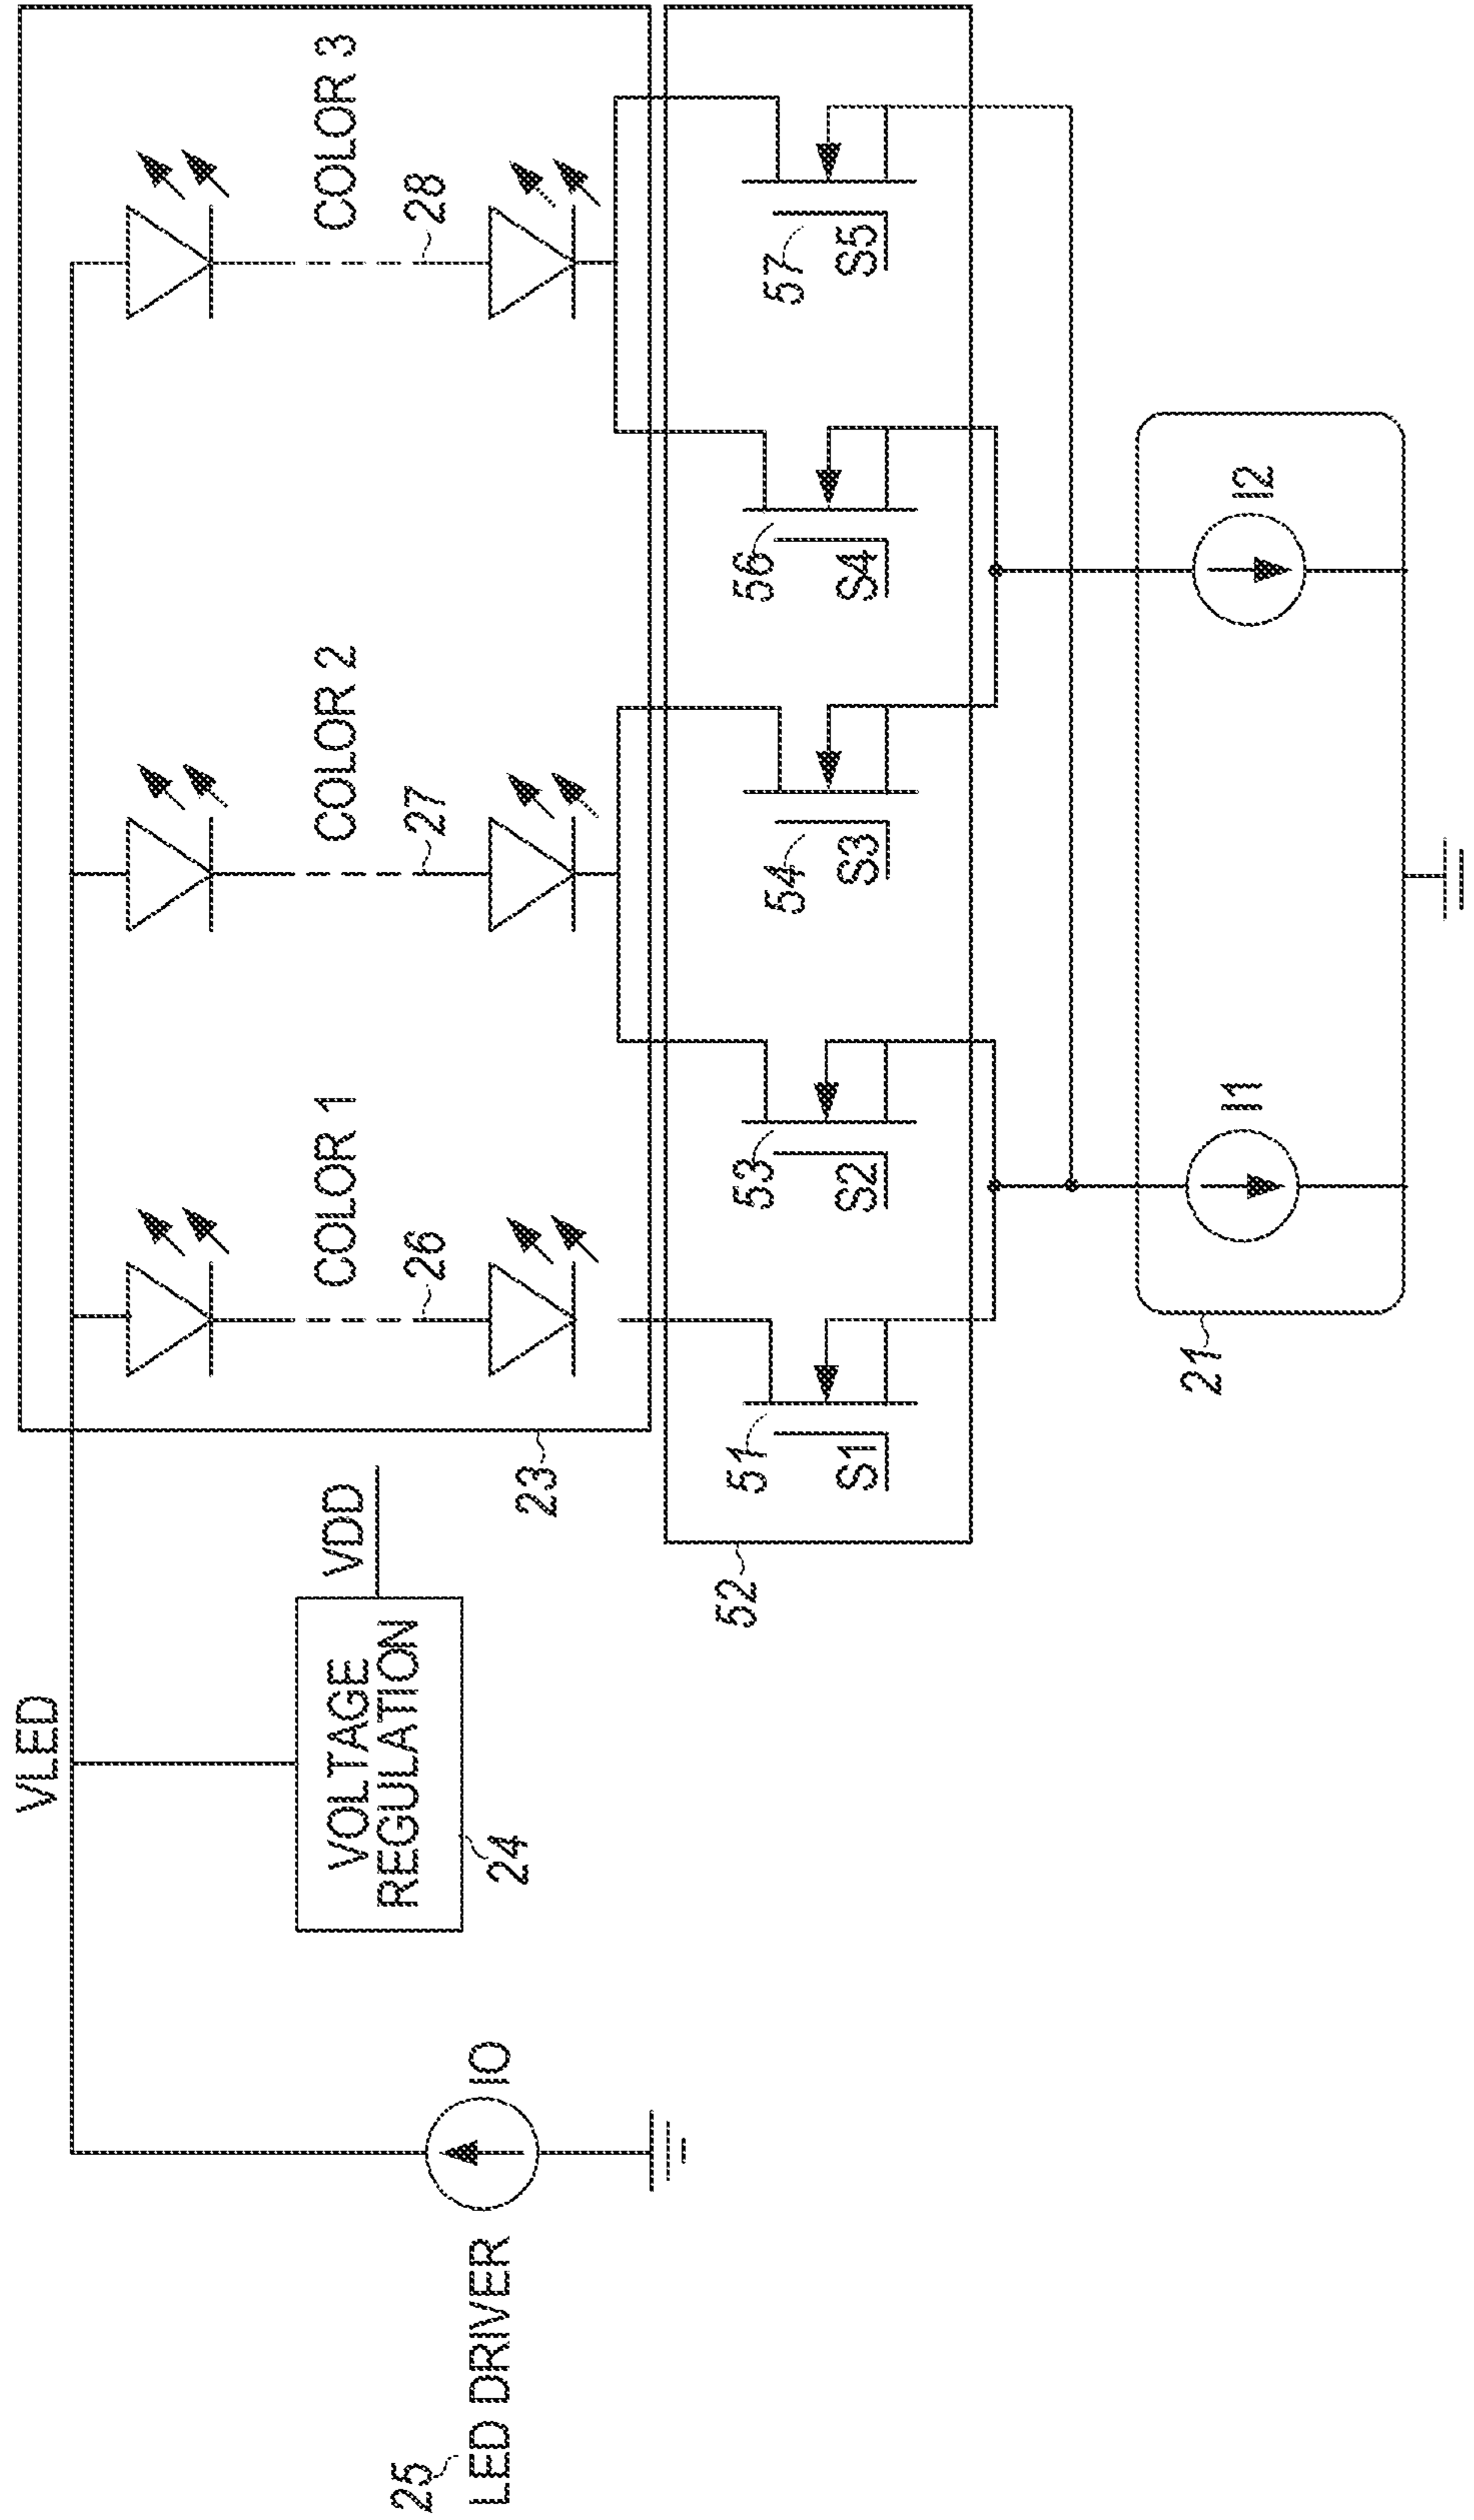 VLED
25
LED DRIVER
IO
VOLTAGE
REGULATION
24
VDD
23
COLOR 1
26
COLOR 2
27
COLOR 3
28
52
51
S1
53
S2
54
S3
56
S4
57
S5
21
I1
I2